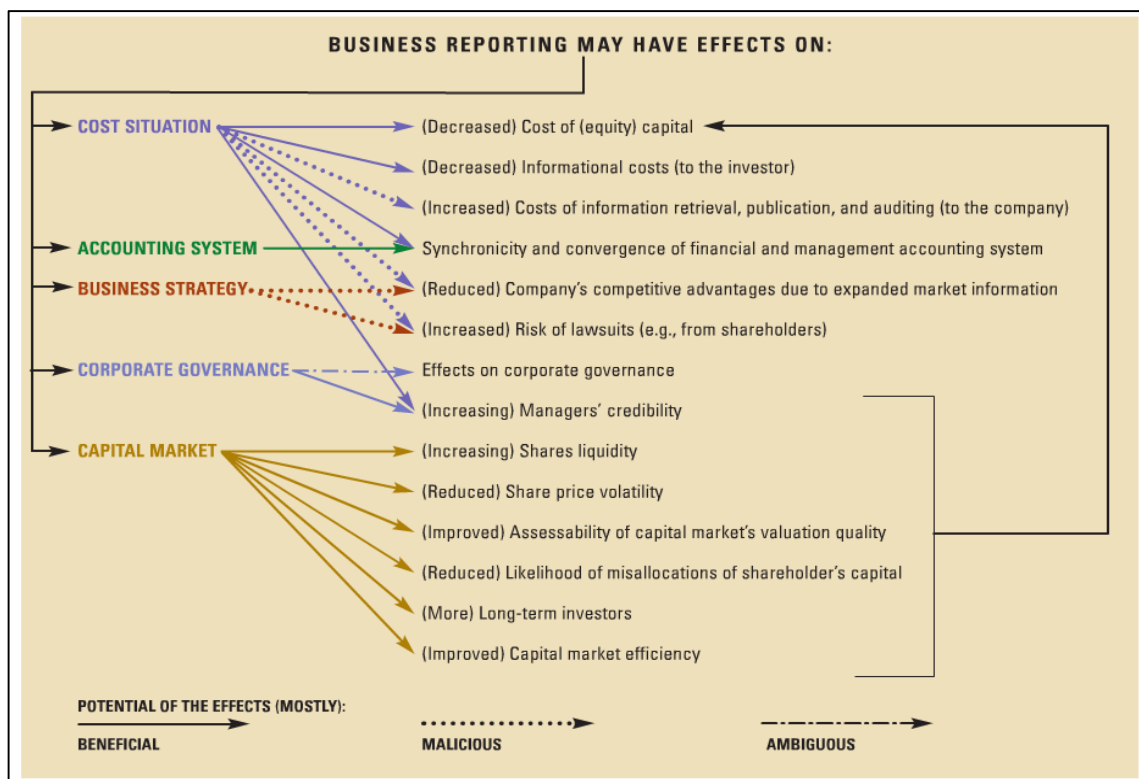 BUSINESS REPORTING MAY HAVE EFFECTS ON:
COST SITUATION
(Decreased) Cost of (equity) capital
(Decreased) Informational costs (to the investor)
(Increased) Costs of information retrieval, publication, and auditing (to the company)
ACCOUNTING SYSTEM
Synchronicity and convergence of financial and management accounting system
BUSINESS STRATEGY
(Reduced) Company's competitive advantages due to expanded market information
(Increased) Risk of lawsuits (e.g., from shareholders)
CORPORATE GOVERNANCE
Effects on corporate governance
(Increasing) Managers' credibility
CAPITAL MARKET
(Increasing) Shares liquidity
(Reduced) Share price volatility
(Improved) Assessability of capital market's valuation quality
(Reduced) Likelihood of misallocations of shareholder's capital
(More) Long-term investors
(Improved) Capital market efficiency
POTENTIAL OF THE EFFECTS (MOSTLY):
BENEFICIAL
MALICIOUS
AMBIGUOUS